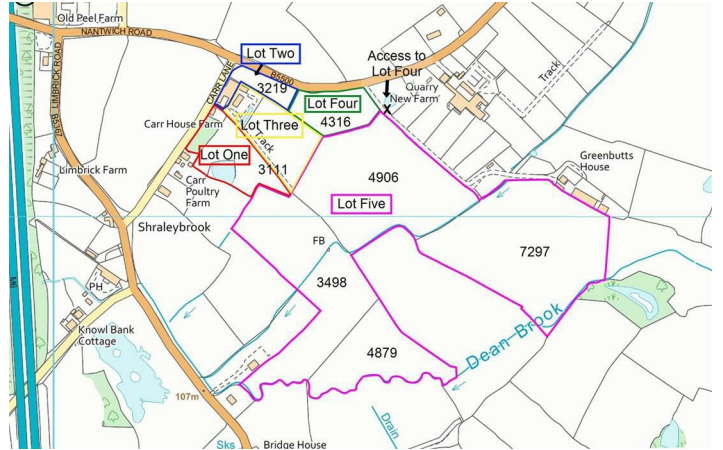 Old Peel Farm
NANTWICH ROAD
B5367 LIMBRICK ROAD
CARR LANE
Lot Two
B5500
3219
Access to
Lot Four
X
Quarry
New Farm
Track
Lot Four
4316
Carr House Farm
Lot Three
Track
Lot One
3111
Limbrick Farm
Carr
Poultry
Farm
4906
Greenbutts
House
Lot Five
Shraleybrook
FB
7297
3498
M6
PH
Knowl Bank
Cottage
Dean Brook
4879
107m
Drain
Sks
Bridge House